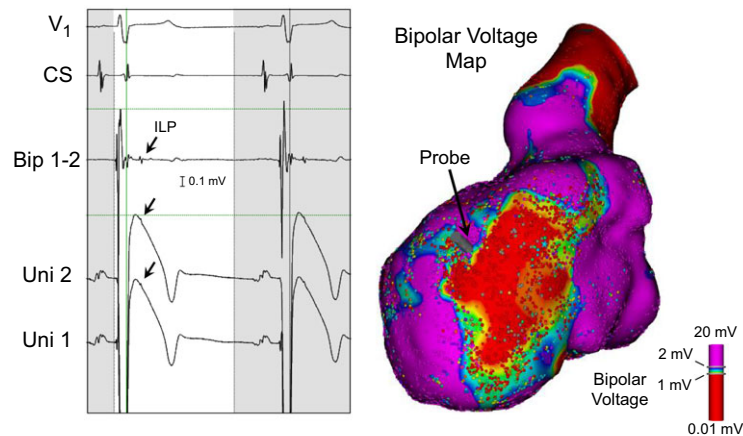 V1
CS
ILP
Bip 1-2
0.1 mV
Uni 2
Uni 1
Bipolar Voltage
Map
Probe
20 mV
2 mV
1 mV
Bipolar
Voltage
0.01 mV